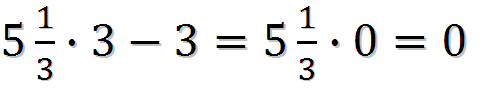 5 1/3 · 3 − 3 = 5 1/3 · 0 = 0